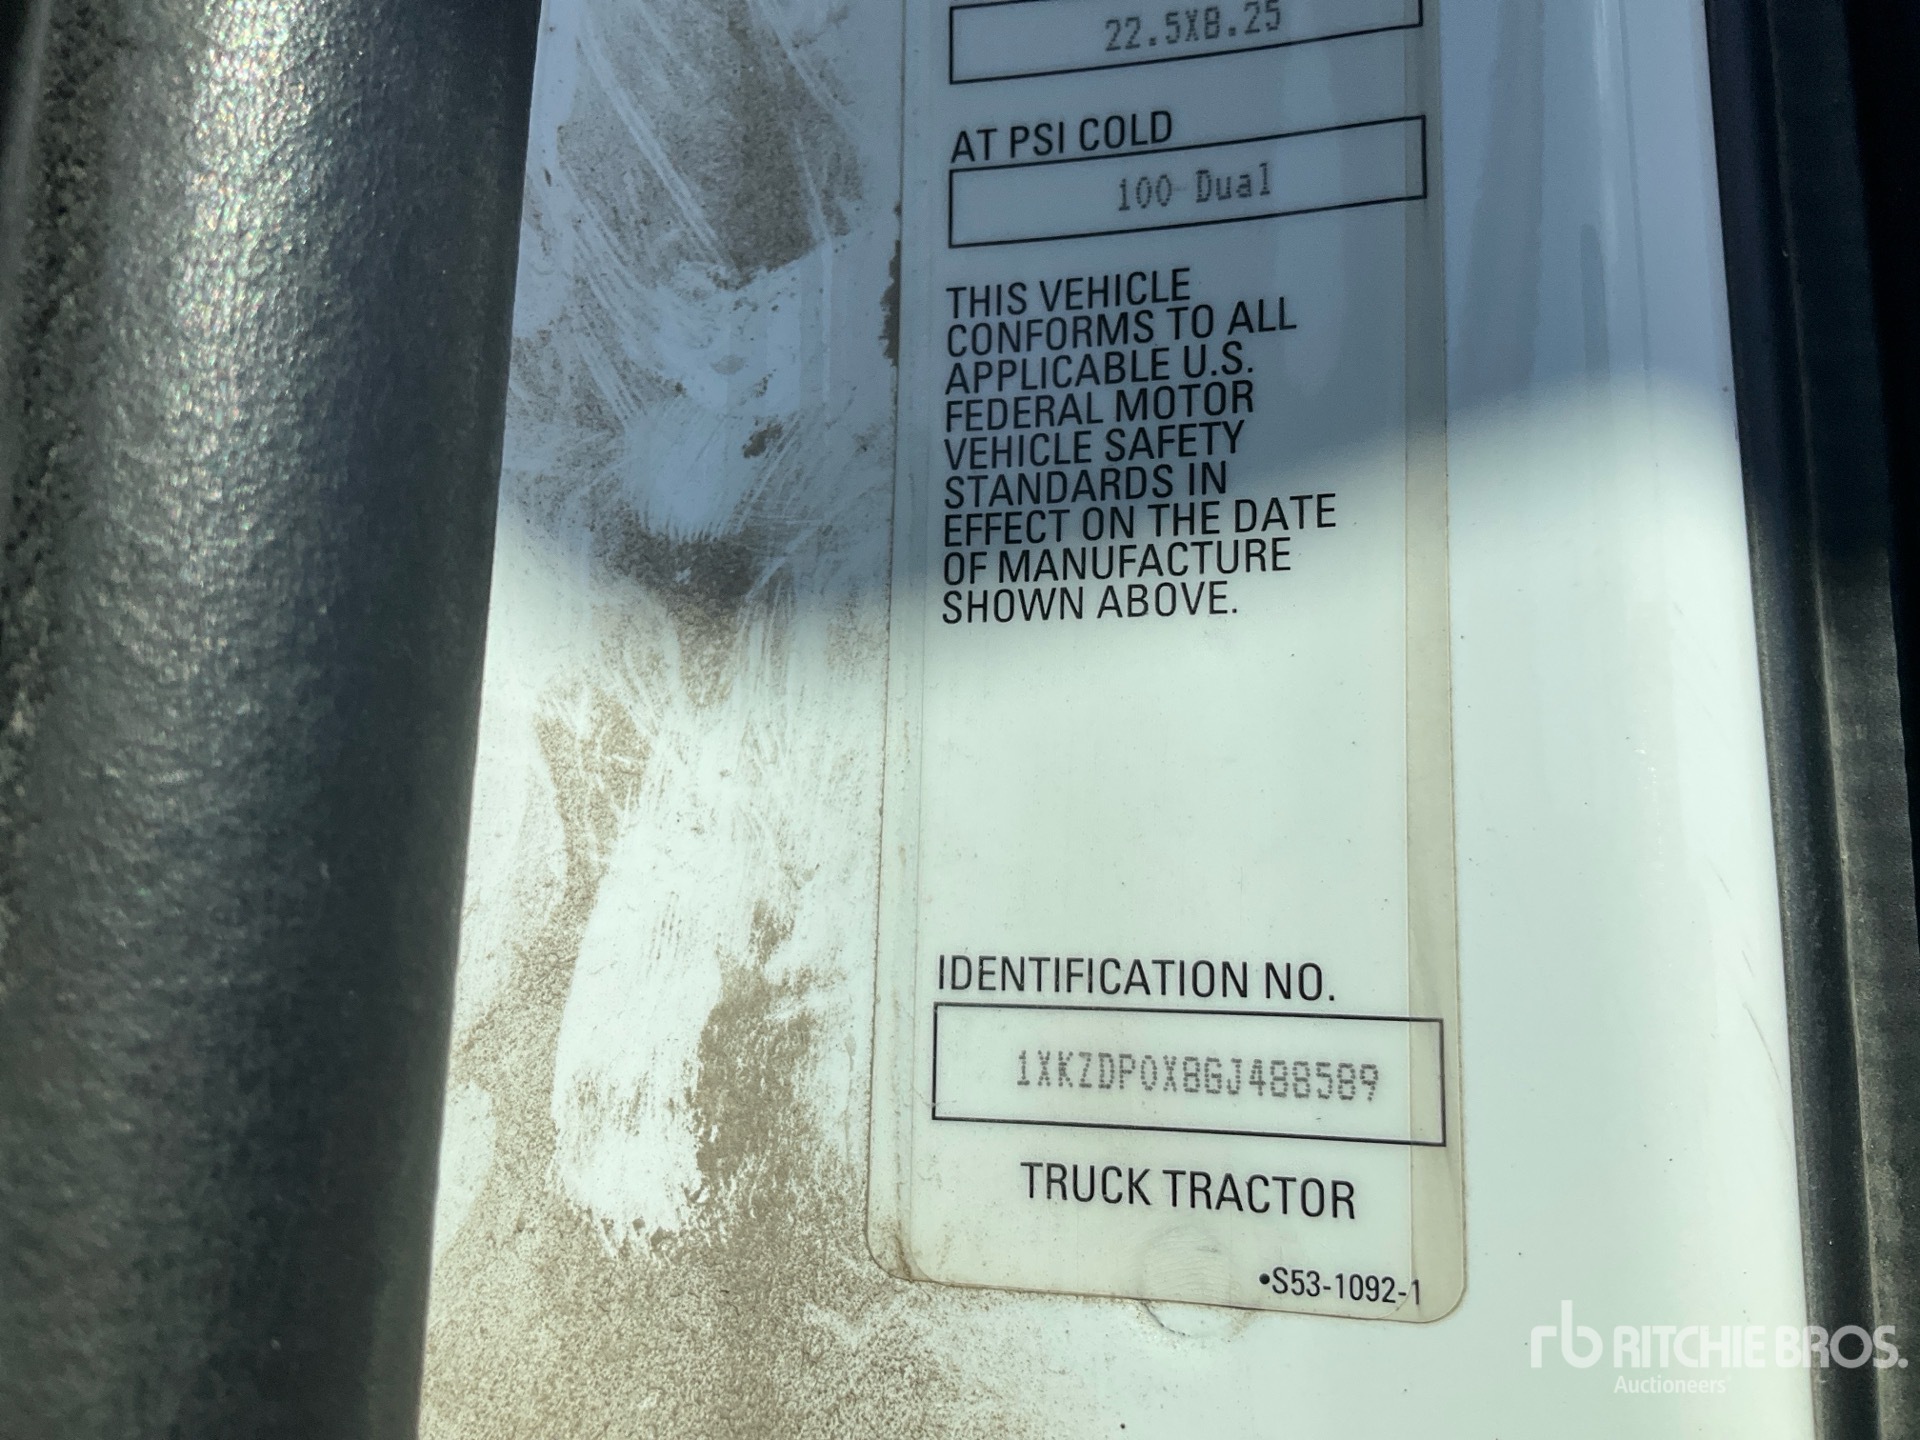 22.5X8.25
AT PSI COLD
100 Dual
THIS VEHICLE
CONFORMS TO ALL
APPLICABLE U.S.
FEDERAL MOTOR
VEHICLE SAFETY
STANDARDS IN
EFFECT ON THE DATE
OF MANUFACTURE
SHOWN ABOVE.
IDENTIFICATION NO.
1XKZDP0X8GJ488589
TRUCK TRACTOR
•S53-1092-1
rb RITCHIE BROS.
Auctioneers